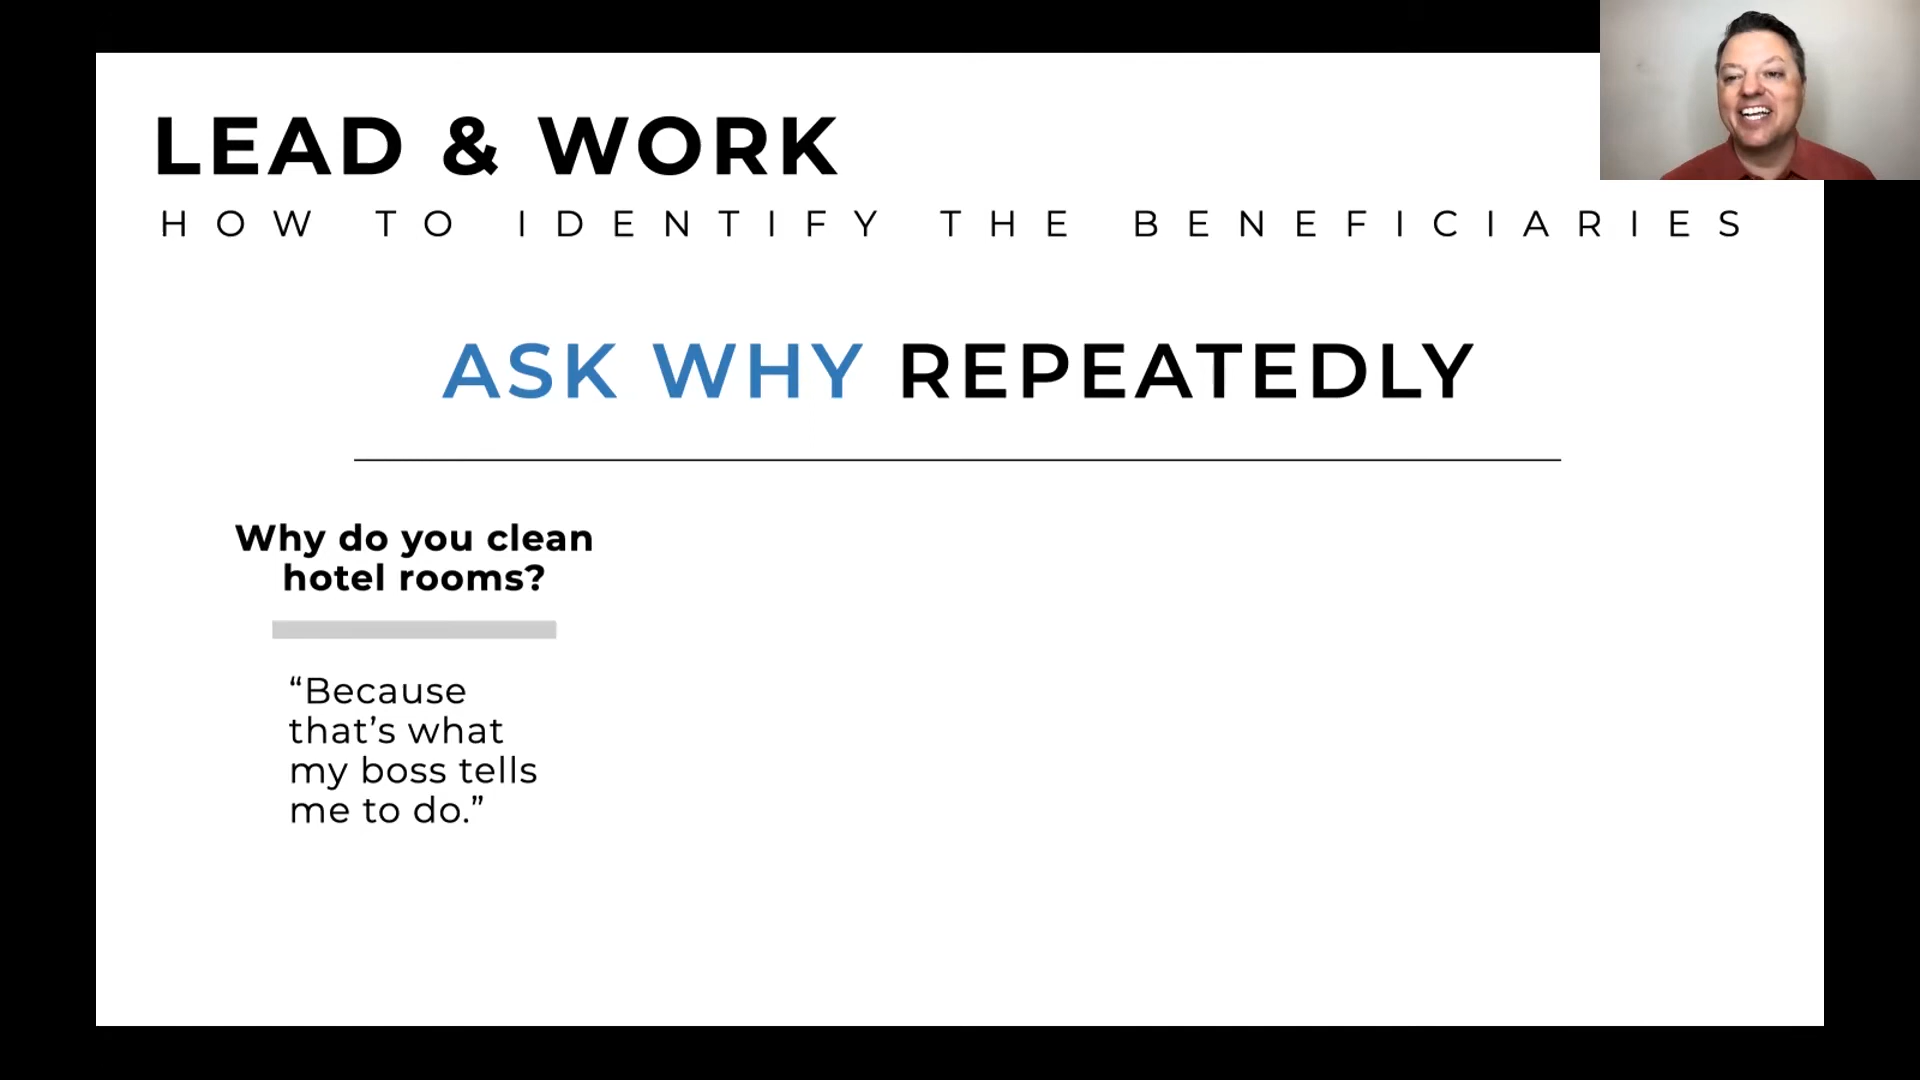 LEAD & WORK
HOW TO IDENTIFY THE BENEFICIARIES
ASK WHY REPEATEDLY
Why do you clean
hotel rooms?
“Because
that’s what
my boss tells
me to do.”